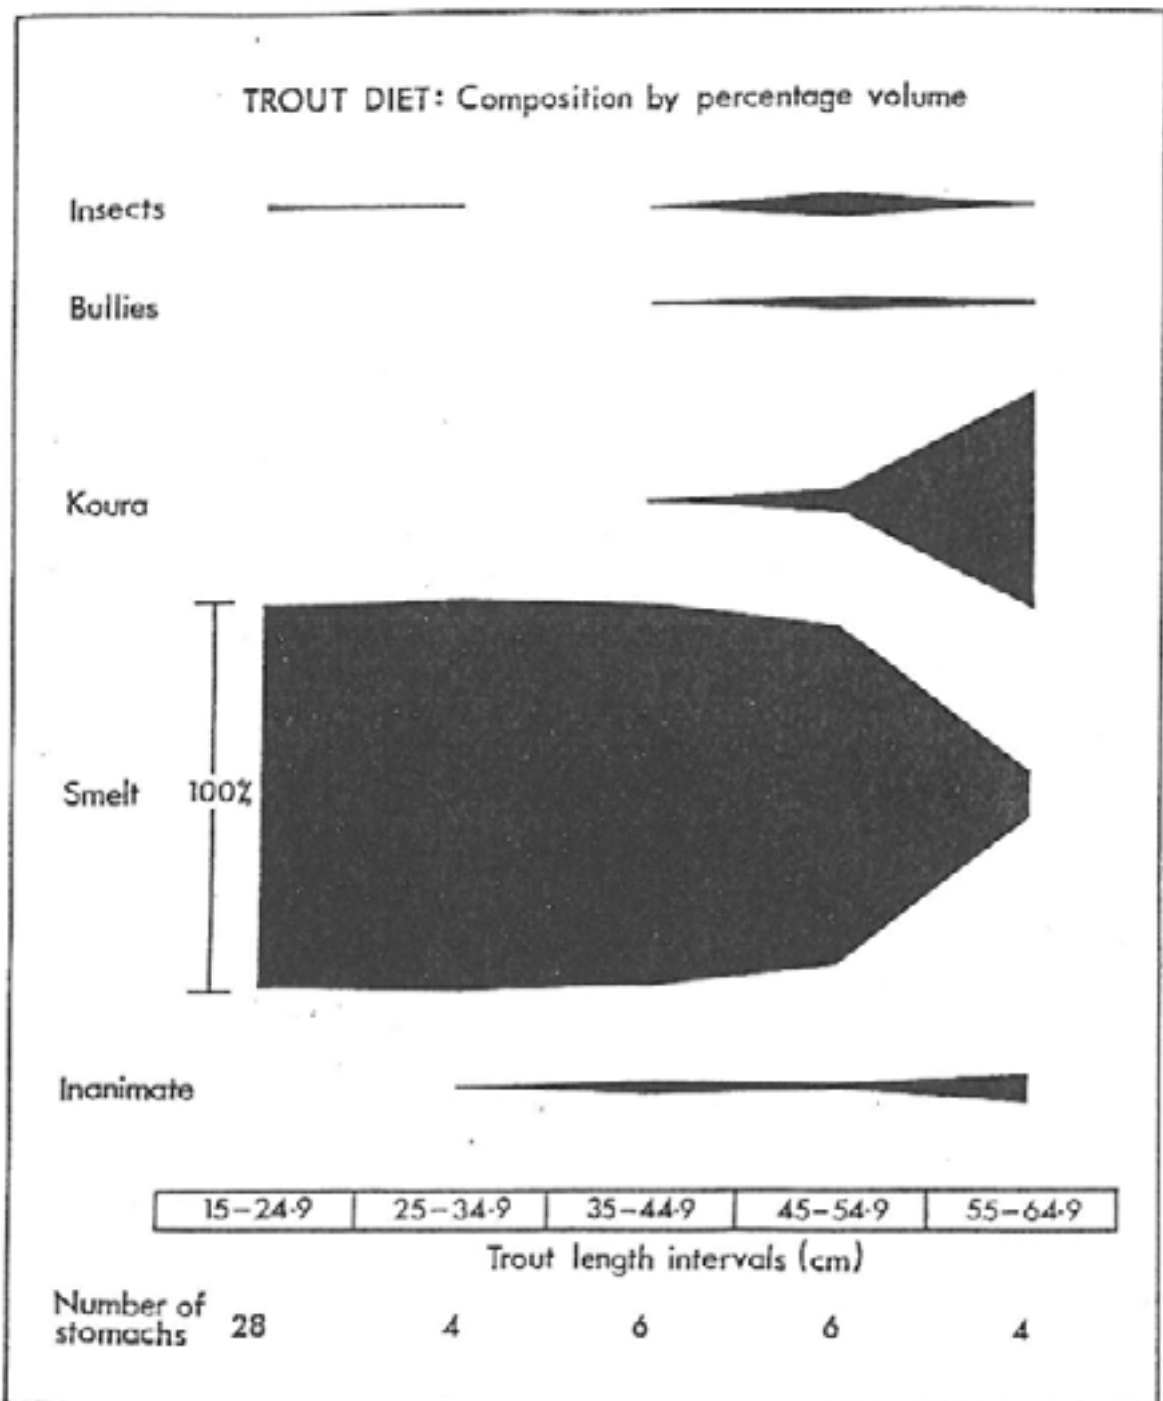 TROUT DIET: Composition by percentage volume
Insects
Bullies
Koura
Smelt 100%
Inanimate
15-24·9 25-34·9 35-44·9 45-54·9 55-64·9
Trout length intervals (cm)
Number of
stomachs 28 4 6 6 4